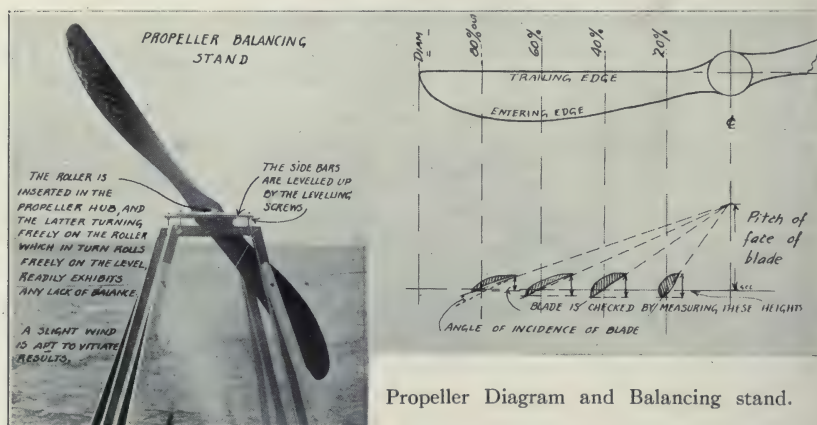 PROPELLER BALANCING
STAND
THE ROLLER IS
INSERTED IN THE
PROPELLER HUB, AND
THE LATTER TURNING
FREELY ON THE ROLLER
WHICH IN TURN ROLLS
FREELY ON THE LEVEL,
READILY EXHIBITS
ANY LACK OF BALANCE.
A SLIGHT WIND
IS APT TO VITIATE
RESULTS.
THE SIDE BARS
ARE LEVELLED UP
BY THE LEVELLING
SCREWS.
DIAM
80%
60%
40%
20%
TRAILING EDGE
ENTERING EDGE
Pitch of
face of
blade
BLADE IS CHECKED BY MEASURING THESE HEIGHTS
ANGLE OF INCIDENCE OF BLADE
Propeller Diagram and Balancing stand.